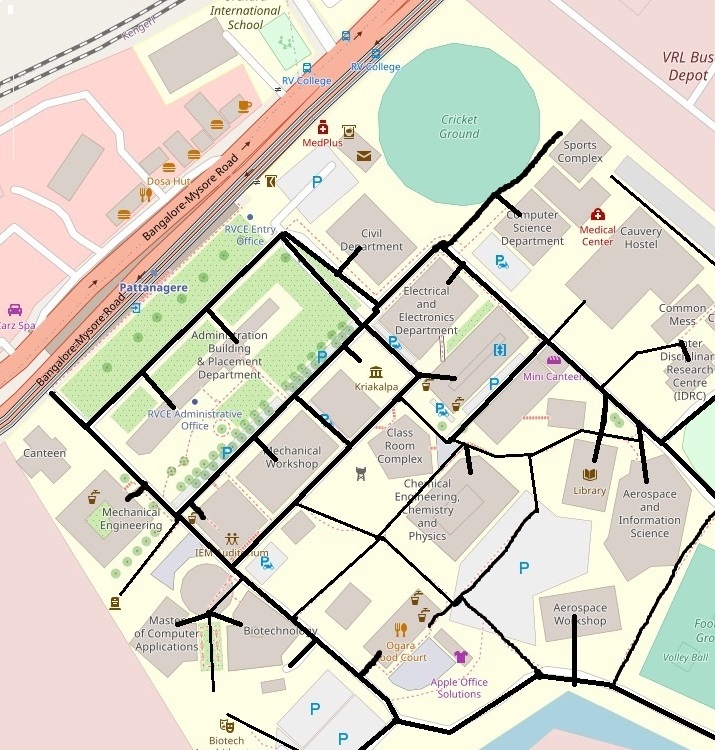 Orchard
International
School
Kengeri
RV College
RV College
VRL Bus
Depot
Cricket
Ground
MedPlus
Sports
Complex
P
Dosa Hut
Bangalore-Mysore Road
RVCE Entry
Office
Civil
Department
Computer
Science
Department
Medical
Center
Cauvery
Hostel
P
Pattanagere
Bangalore-Mysore Road
Carz Spa
Electrical
and
Electronics
Department
Common
Mess
Administration
Building
& Placement
Department
P
Kriakalpa
P
Mini Canteen
Inter
Disciplinary
Research
Centre
(IDRC)
RVCE Administrative
Office
P
P
Canteen
P
Mechanical
Workshop
Class
Room
Complex
Mechanical
Engineering
Chemical
Engineering,
Chemistry
and
Physics
Library
Aerospace
and
Information
Science
IEM Auditorium
P
P
Master
of Computer
Applications
Biotechnology
Aerospace
Workshop
Ogara
Food Court
Apple Office
Solutions
Volley Ball
P
P
Biotech